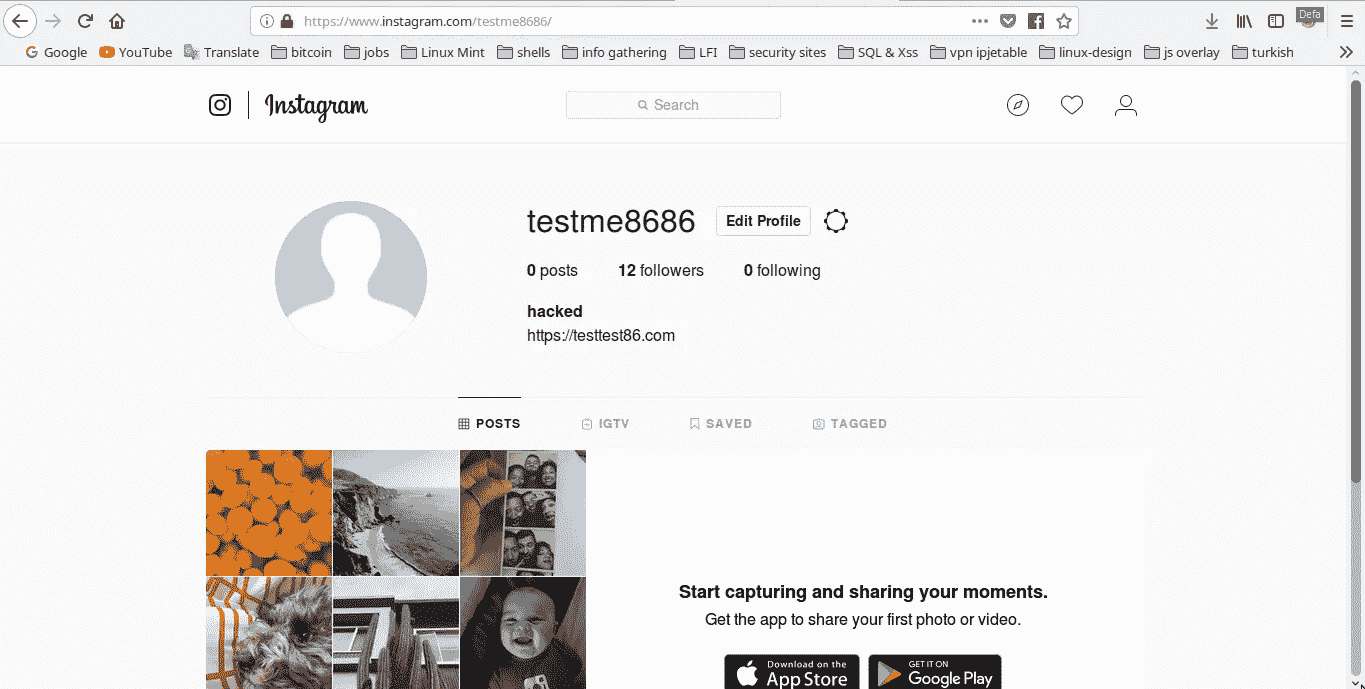 Defa
https://www.instagram.com/testme8686/
Google YouTube Translate bitcoin jobs Linux Mint shells info gathering LFI security sites SQL & Xss vpn ipjetable linux-design js overlay turkish
Instagram Search
testme8686 Edit Profile
0 posts 12 followers 0 following
hacked
https://testtest86.com
POSTS IGTV SAVED TAGGED
Start capturing and sharing your moments.
Get the app to share your first photo or video.
Download on the App Store GET IT ON Google Play